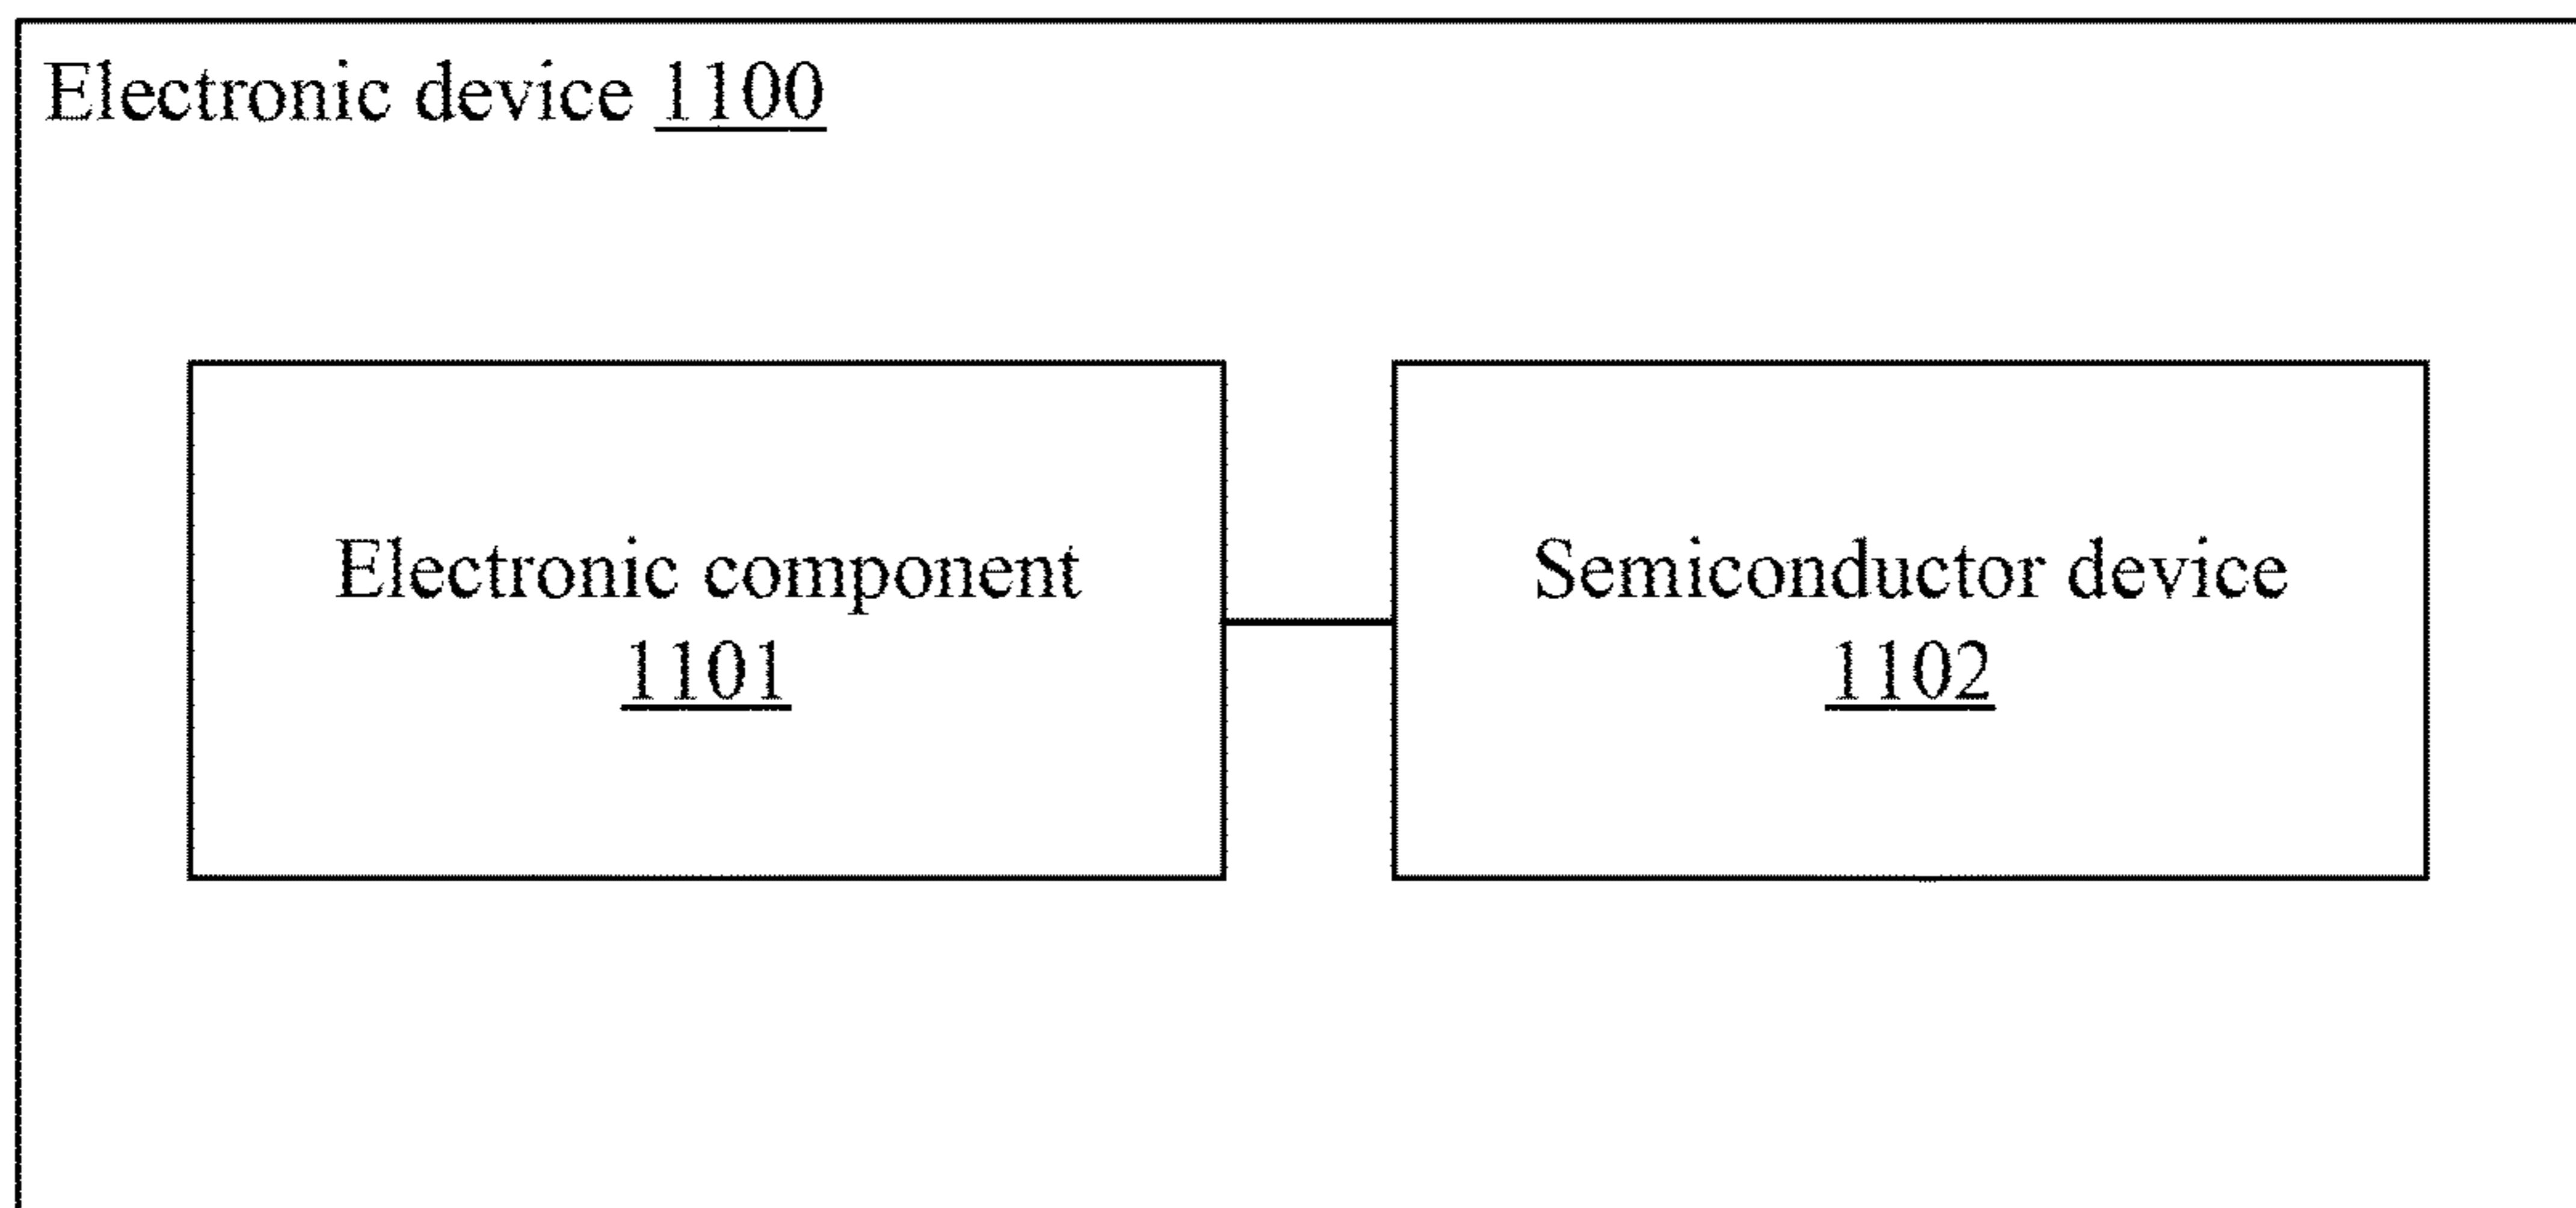 Electronic device 1100
Electronic component
1101
Semiconductor device
1102